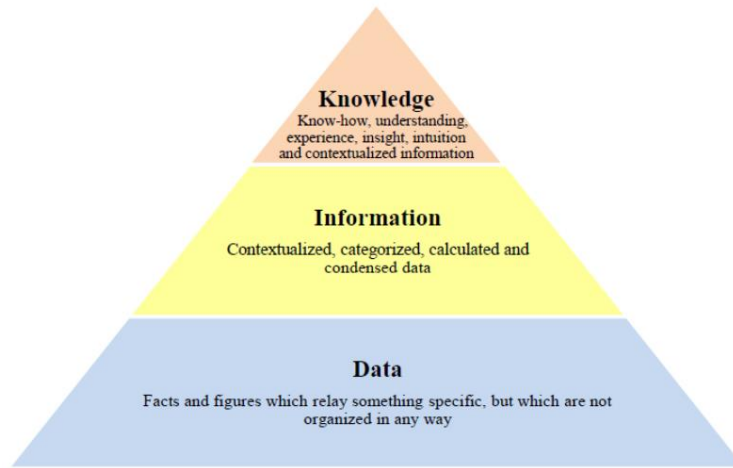 Knowledge
Know-how, understanding,
experience, insight, intuition
and contextualized information
Information
Contextualized, categorized, calculated and
condensed data
Data
Facts and figures which relay something specific, but which are not
organized in any way